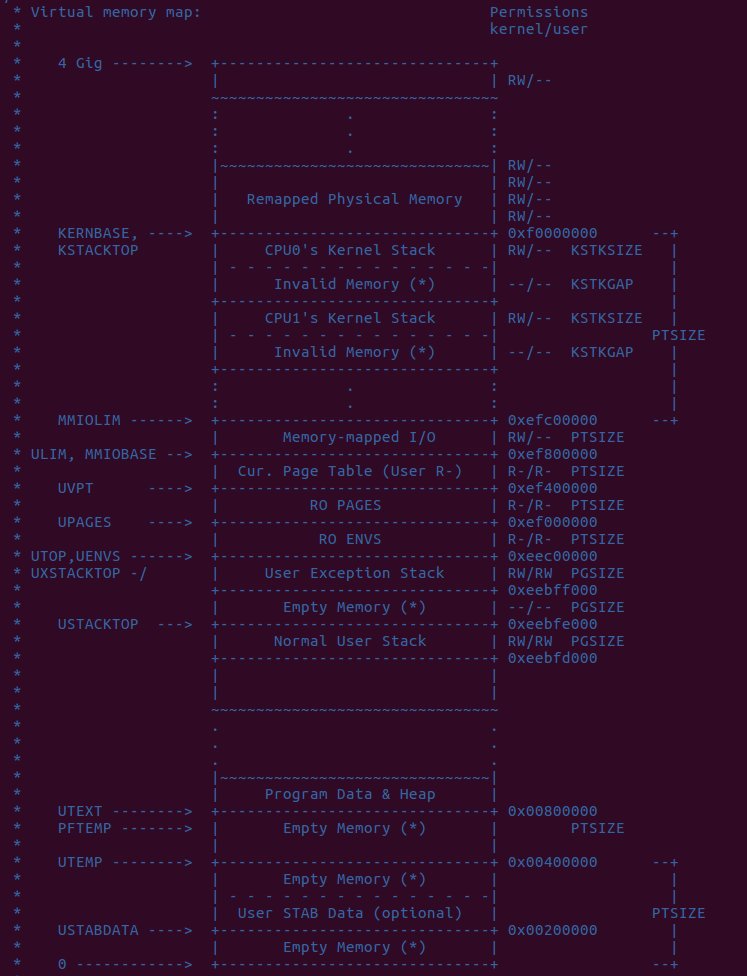 * Virtual memory map:                                Permissions
 *                                                    kernel/user
 *
 *    4 Gig -------->  +------------------------------+
 *                     |                              | RW/--
 *                     ~~~~~~~~~~~~~~~~~~~~~~~~~~~~~~~~
 *                     :              .               :
 *                     :              .               :
 *                     :              .               :
 *                     |~~~~~~~~~~~~~~~~~~~~~~~~~~~~~~| RW/--
 *                     |                              | RW/--
 *                     |   Remapped Physical Memory   | RW/--
 *                     |                              | RW/--
 *    KERNBASE, ---->  +------------------------------+ 0xf0000000      --+
 *    KSTACKTOP        |     CPU0's Kernel Stack      | RW/--  KSTKSIZE   |
 *                     | - - - - - - - - - - - - - - -|                   |
 *                     |      Invalid Memory (*)      | --/--  KSTKGAP    |
 *                     +------------------------------+                   |
 *                     |     CPU1's Kernel Stack      | RW/--  KSTKSIZE   |
 *                     | - - - - - - - - - - - - - - -|                 PTSIZE
 *                     |      Invalid Memory (*)      | --/--  KSTKGAP    |
 *                     +------------------------------+                   |
 *                     :              .               :                   |
 *                     :              .               :                   |
 *    MMIOLIM ------>  +------------------------------+ 0xefc00000      --+
 *                     |       Memory-mapped I/O      | RW/--  PTSIZE
 * ULIM, MMIOBASE -->  +------------------------------+ 0xef800000
 *                     |  Cur. Page Table (User R-)   | R-/R-  PTSIZE
 *    UVPT      ---->  +------------------------------+ 0xef400000
 *                     |          RO PAGES            | R-/R-  PTSIZE
 *    UPAGES    ---->  +------------------------------+ 0xef000000
 *                     |           RO ENVS            | R-/R-  PTSIZE
 * UTOP,UENVS ------>  +------------------------------+ 0xeec00000
 * UXSTACKTOP -/       |     User Exception Stack     | RW/RW  PGSIZE
 *                     +------------------------------+ 0xeebff000
 *                     |       Empty Memory (*)       | --/--  PGSIZE
 *    USTACKTOP  --->  +------------------------------+ 0xeebfe000
 *                     |      Normal User Stack       | RW/RW  PGSIZE
 *                     +------------------------------+ 0xeebfd000
 *                     |                              |
 *                     |                              |
 *                     ~~~~~~~~~~~~~~~~~~~~~~~~~~~~~~~~
 *                     .                              .
 *                     .                              .
 *                     .                              .
 *                     |~~~~~~~~~~~~~~~~~~~~~~~~~~~~~~|
 *                     |     Program Data & Heap      |
 *    UTEXT -------->  +------------------------------+ 0x00800000
 *    PFTEMP ------->  |       Empty Memory (*)       |        PTSIZE
 *                     |                              |
 *    UTEMP -------->  +------------------------------+ 0x00400000      --+
 *                     |       Empty Memory (*)       |                   |
 *                     | - - - - - - - - - - - - - - -|                   |
 *                     |  User STAB Data (optional)   |                 PTSIZE
 *    USTABDATA ---->  +------------------------------+ 0x00200000        |
 *                     |       Empty Memory (*)       |                   |
 *    0 ------------>  +------------------------------+                 --+